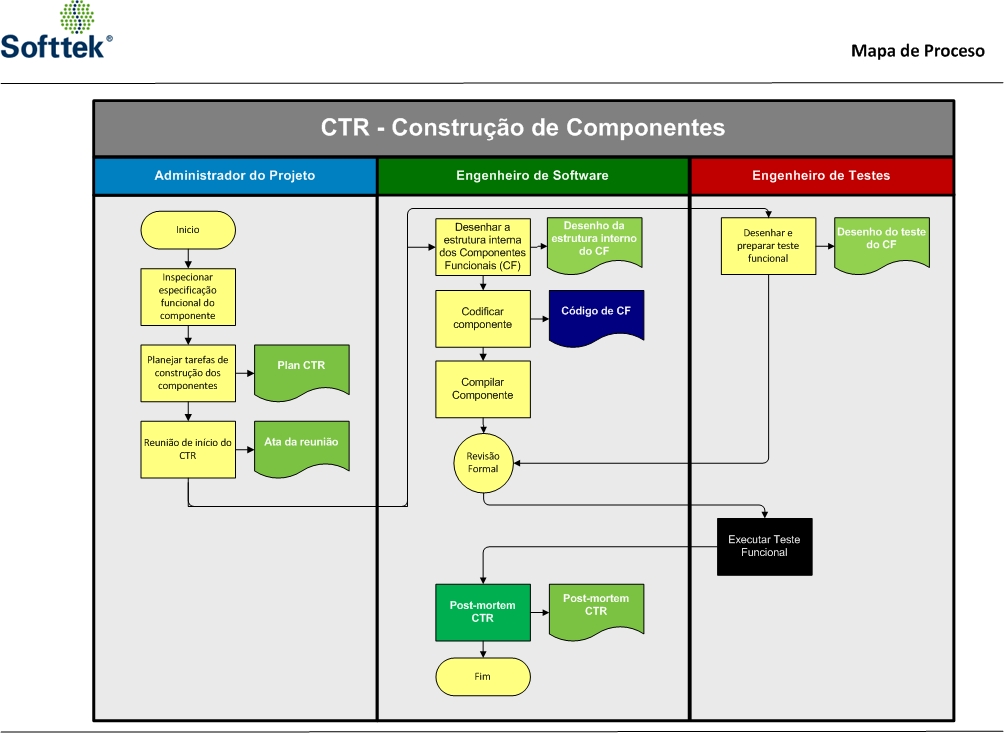 Softtek®
Mapa de Proceso
CTR - Construção de Componentes
Administrador do Projeto
Engenheiro de Software
Engenheiro de Testes
Inicio
Inspecionar
especificação
funcional do
componente
Planejar tarefas de
construção dos
componentes
Plan CTR
Reunião de início do
CTR
Ata da reunião
Desenhar a
estrutura interna
dos Componentes
Funcionais (CF)
Desenho da
estrutura interno
do CF
Codificar
componente
Código de CF
Compilar
Componente
Revisão
Formal
Desenhar e
preparar teste
funcional
Desenho do teste
do CF
Executar Teste
Funcional
Post-mortem
CTR
Post-mortem
CTR
Fim